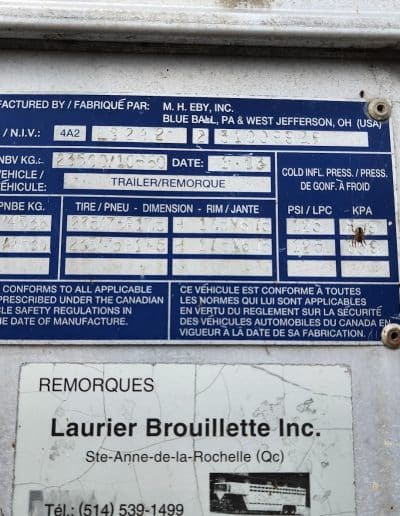 FACTURED BY / FABRIQUÉ PAR: M. H. EBY, INC.
BLUE BALL, PA & WEST JEFFERSON, OH (USA)
/ N.I.V.: 4A2
NBV KG.: DATE:
VEHICLE / TRAILER/REMORQUE
ÉHICULE:
COLD INFL. PRESS. / PRESS.
DE GONF. À FROID
PNBE KG. TIRE / PNEU - DIMENSION - RIM / JANTE PSI / LPC KPA
CONFORMS TO ALL APPLICABLE
PRESCRIBED UNDER THE CANADIAN
CLE SAFETY REGULATIONS IN
HE DATE OF MANUFACTURE.
CE VÉHICULE EST CONFORME À TOUTES
LES NORMES QUI LUI SONT APPLICABLES
EN VERTU DU REGLEMENT SUR LA SÉCURITÉ
DES VÉHICULES AUTOMOBILES DU CANADA EN
VIGUEUR À LA DATE DE SA FABRICATION.
REMORQUES
Laurier Brouillette Inc.
Ste-Anne-de-la-Rochelle (Qc)
Tél.: (514) 539-1499